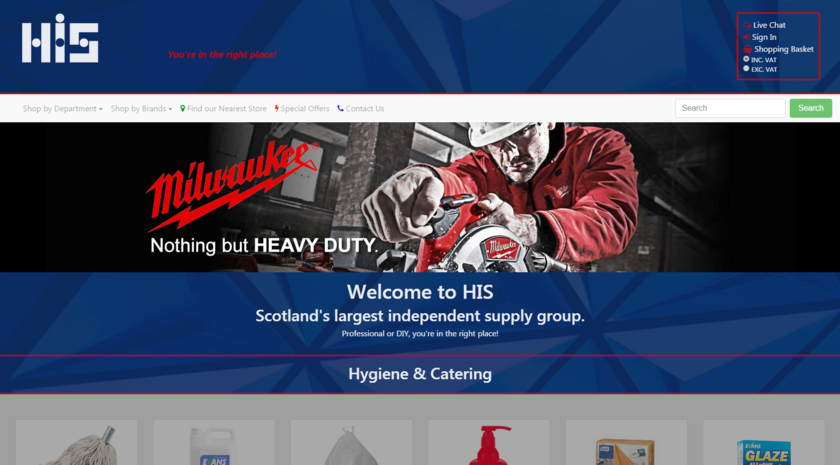 HIS
You're in the right place!
Live Chat
Sign In
Shopping Basket
INC. VAT
EXC. VAT
Shop by Department
Shop by Brands
Find our Nearest Store
Special Offers
Contact Us
Search
Search
Milwaukee®
Nothing but HEAVY DUTY.
Milwaukee
Welcome to HIS
Scotland's largest independent supply group.
Professional or DIY, you're in the right place!
Hygiene & Catering
EVANS
EVANS
GLAZE